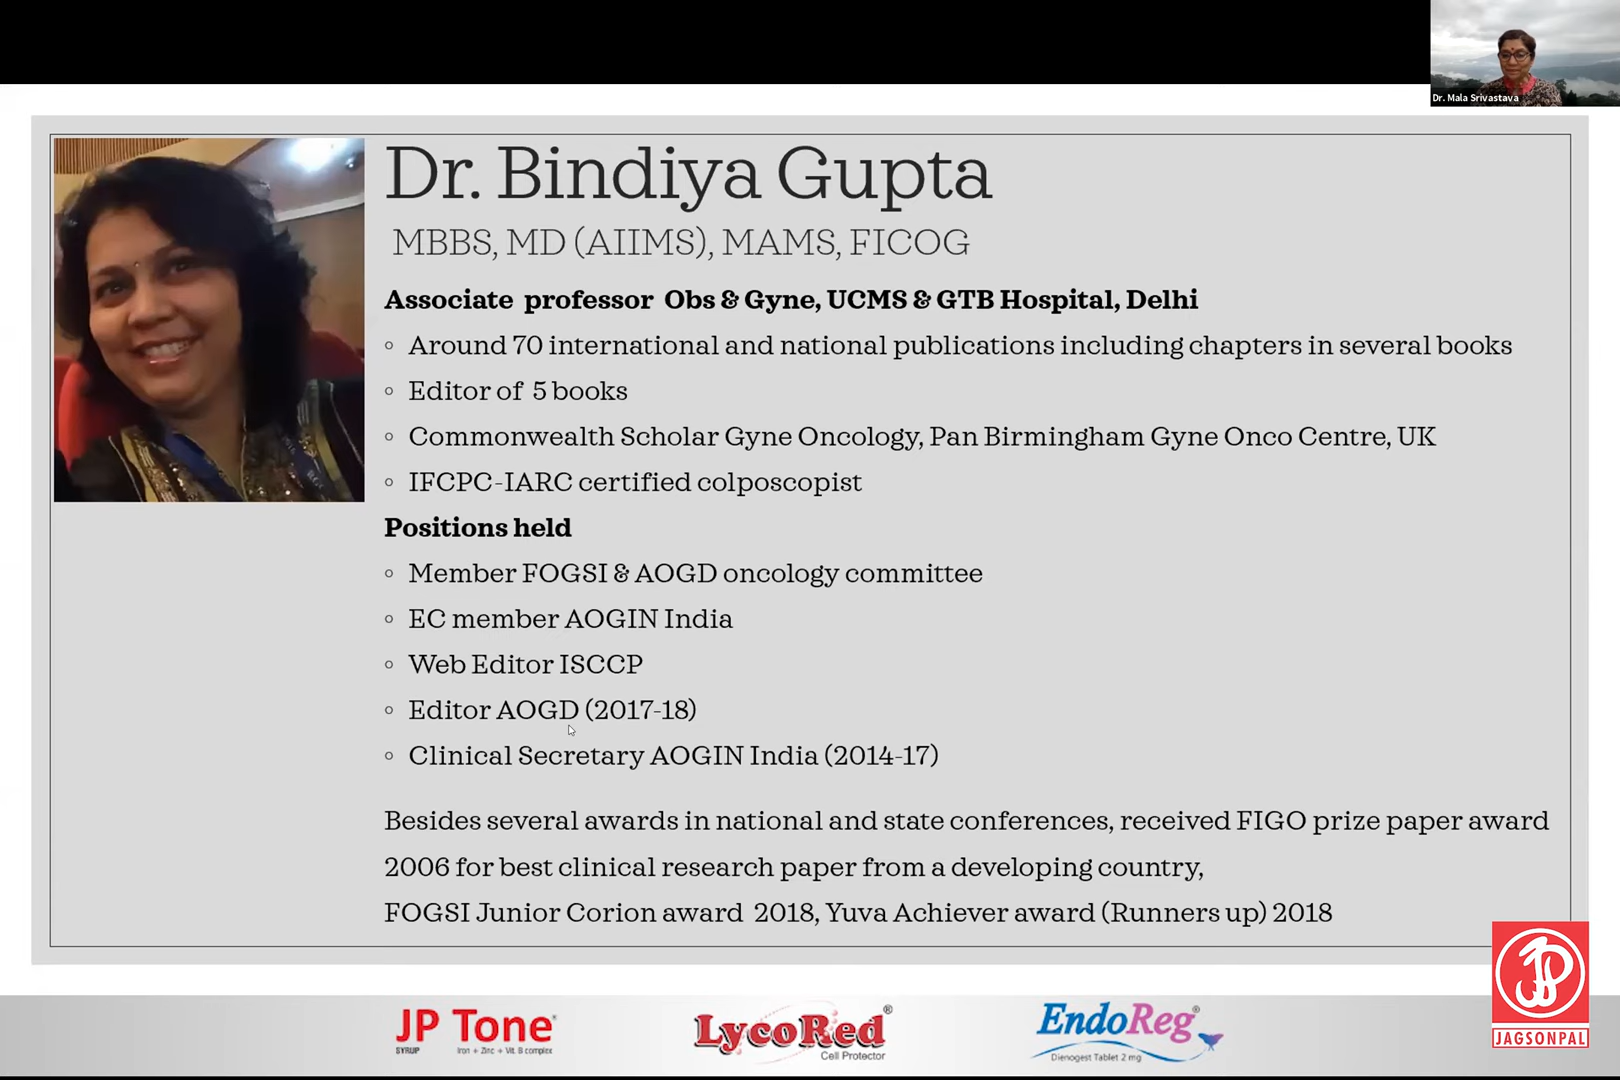 Dr. Mala Srivastava
Dr. Bindiya Gupta
MBBS, MD (AIIMS), MAMS, FICOG
Associate professor Obs & Gyne, UCMS & GTB Hospital, Delhi
◦ Around 70 international and national publications including chapters in several books
◦ Editor of 5 books
◦ Commonwealth Scholar Gyne Oncology, Pan Birmingham Gyne Onco Centre, UK
◦ IFCPC-IARC certified colposcopist
Positions held
◦ Member FOGSI & AOGD oncology committee
◦ EC member AOGIN India
◦ Web Editor ISCCP
◦ Editor AOGD (2017-18)
◦ Clinical Secretary AOGIN India (2014-17)
Besides several awards in national and state conferences, received FIGO prize paper award
2006 for best clinical research paper from a developing country,
FOGSI Junior Corion award 2018, Yuva Achiever award (Runners up) 2018
JP Tone
SYRUP Iron + Zinc + Vit. B complex
LycoRed®
Cell Protector
EndoReg®
Dienogest Tablet 2 mg
JAGSONPAL